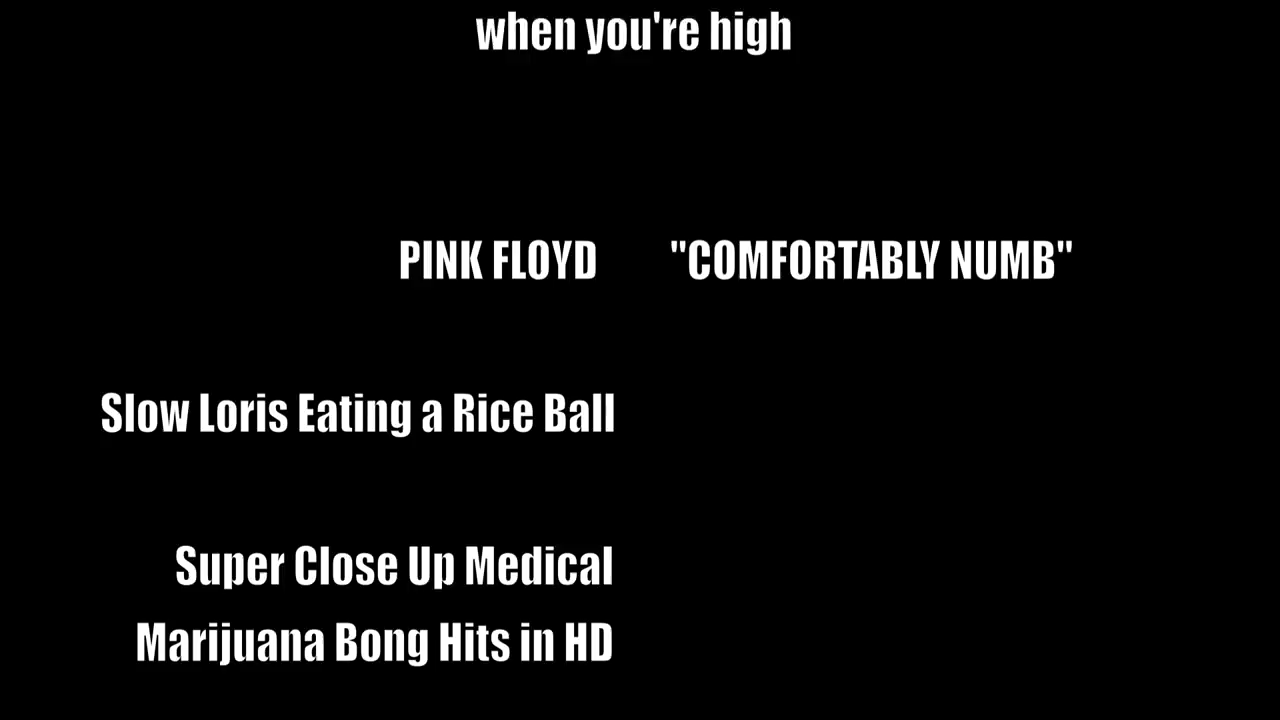 when you're high
PINK FLOYD "COMFORTABLY NUMB"
Slow Loris Eating a Rice Ball
Super Close Up Medical
Marijuana Bong Hits in HD